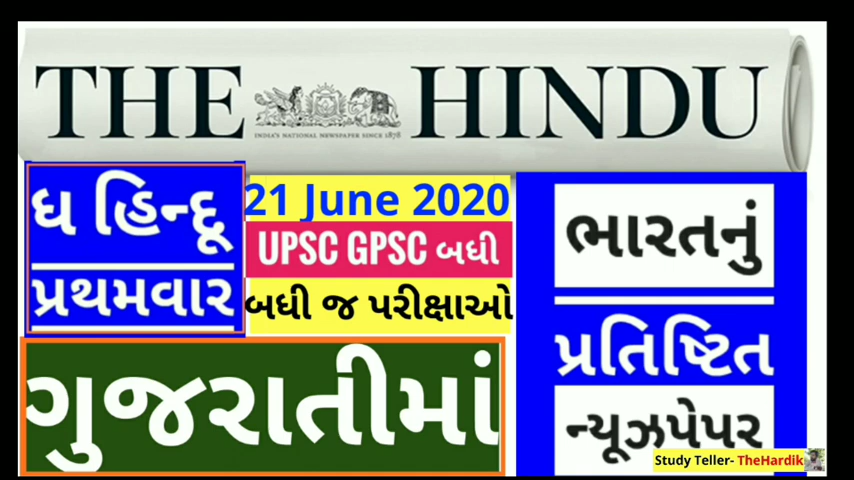 THE HINDU
INDIA'S NATIONAL NEWSPAPER SINCE 1878
ધ હિન્દૂ
પ્રથમવાર
21 June 2020
UPSC GPSC બધી
બધી જ પરીક્ષાઓ
ગુજરાતીમાં
ભારતનું
પ્રતિષ્ટિત
ન્યૂઝપેપર
Study Teller- TheHardik